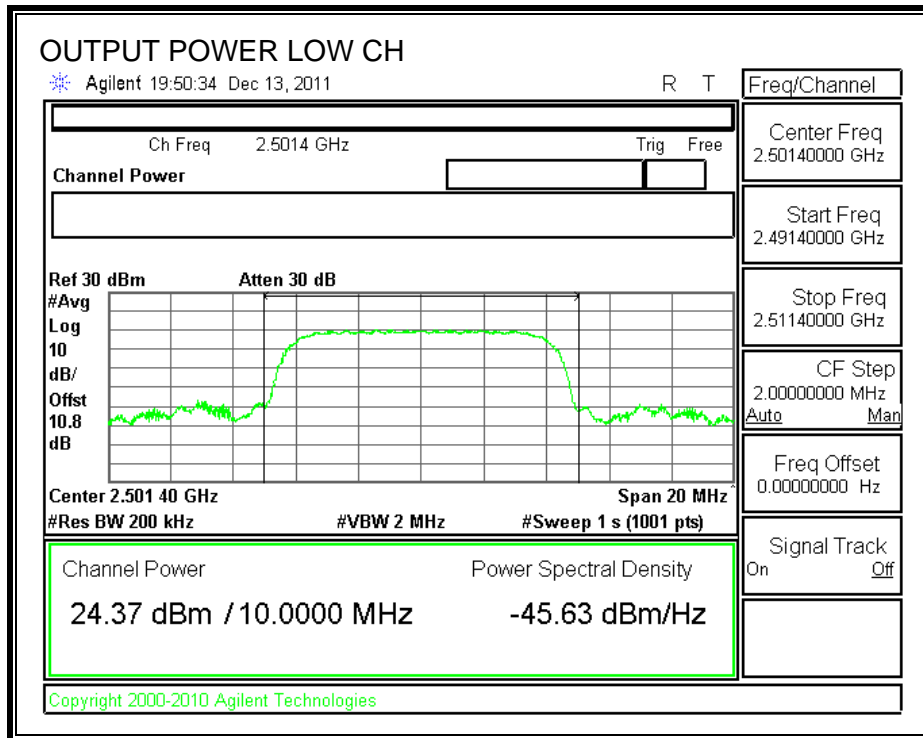 OUTPUT POWER LOW CH
Agilent 19:50:34 Dec 13, 2011 R T
Freq/Channel
Ch Freq 2.5014 GHz Trig Free
Channel Power
Center Freq
2.50140000 GHz
Start Freq
2.49140000 GHz
Stop Freq
2.51140000 GHz
CF Step
2.00000000 MHz
Auto Man
Freq Offset
0.00000000 Hz
Signal Track
On Off
Ref 30 dBm Atten 30 dB
#Avg
Log
10
dB/
Offst
10.8
dB
Center 2.501 40 GHz Span 20 MHz^
#Res BW 200 kHz #VBW 2 MHz #Sweep 1 s (1001 pts)
Channel Power Power Spectral Density
24.37 dBm / 10.0000 MHz -45.63 dBm/Hz
Copyright 2000-2010 Agilent Technologies